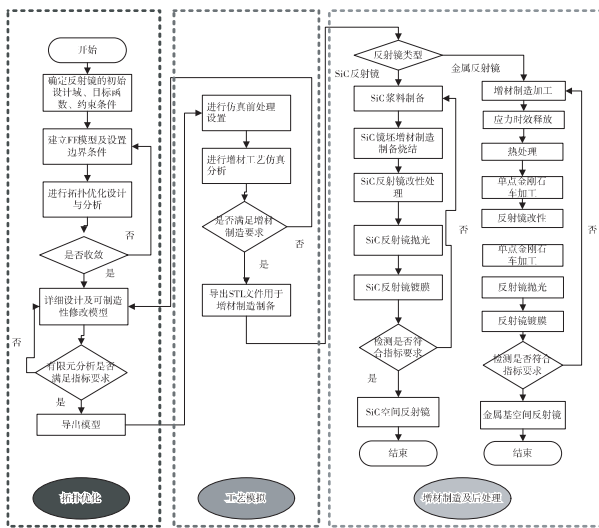 开始
确定反射镜的初始
设计域、目标函
数、约束条件
建立FE模型及设置
边界条件
进行拓扑优化设计
与分析
是否收敛
否
是
详细设计及可制造
性修改模型
有限元分析是否
满足指标要求
否
是
导出模型
拓扑优化
进行仿真前处理
设置
进行增材工艺仿真
分析
是否满足增材
制造要求
否
是
导出STL文件用于
增材制造制备
工艺模拟
反射镜类型
SiC反射镜
金属反射镜
SiC浆料制备
SiC镜坯增材制造
制备烧结
SiC反射镜改性处
理
SiC反射镜抛光
SiC反射镜镀膜
检测是否符
合指标要求
否
是
SiC空间反射镜
结束
增材制造加工
应力时效释放
热处理
单点金刚石
车加工
反射镜改性
单点金刚石
车加工
反射镜抛光
反射镜镀膜
检测是否符合
指标要求
否
金属基空间反射镜
结束
增材制造及后处理